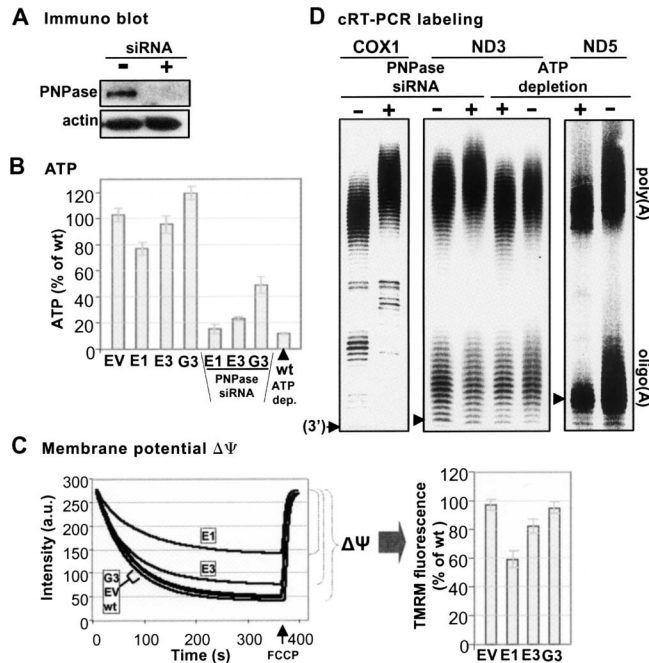 A Immuno blot
siRNA
- +
PNPase
actin
B ATP
ATP (% of wt)
120
100
80
60
40
20
0
EV E1 E3 G3 E1 E3 G3 wt
PNPase
siRNA
ATP
dep.
C Membrane potential ΔΨ
Intensity (a.u.)
300
250
200
150
100
50
0
E1
E3
G3
EV
wt
0 100 200 300 400
Time (s)
FCCP
ΔΨ
TMRM fluorescence
(% of wt)
120
100
80
60
40
20
0
EV E1 E3 G3
D cRT-PCR labeling
COX1 ND3 ND5
PNPase
siRNA
ATP
depletion
- + - + + - + -
poly(A)
oligo(A)
(3')